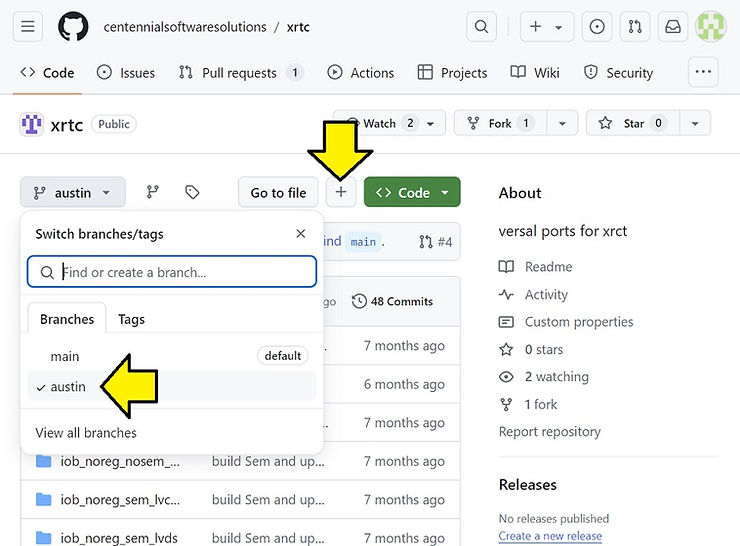 centennialsoftwaresolutions / xrtc
Code Issues Pull requests 1 Actions Projects Wiki Security
xrtc Public Watch 2 Fork 1 Star 0
austin Go to file + Code
Switch branches/tags
Find or create a branch...
Branches Tags
main default
austin
View all branches
ind main . #4
go 48 Commits
7 months ago
6 months ago
7 months ago
iob_noreg_nosem_... build Sem and up... 7 months ago
iob_noreg_sem_lvc... build Sem and up... 7 months ago
iob_noreg_sem_lvds build Sem and up... 7 months ago
About
versal ports for xrct
Readme
Activity
Custom properties
0 stars
2 watching
1 fork
Report repository
Releases
No releases published
Create a new release